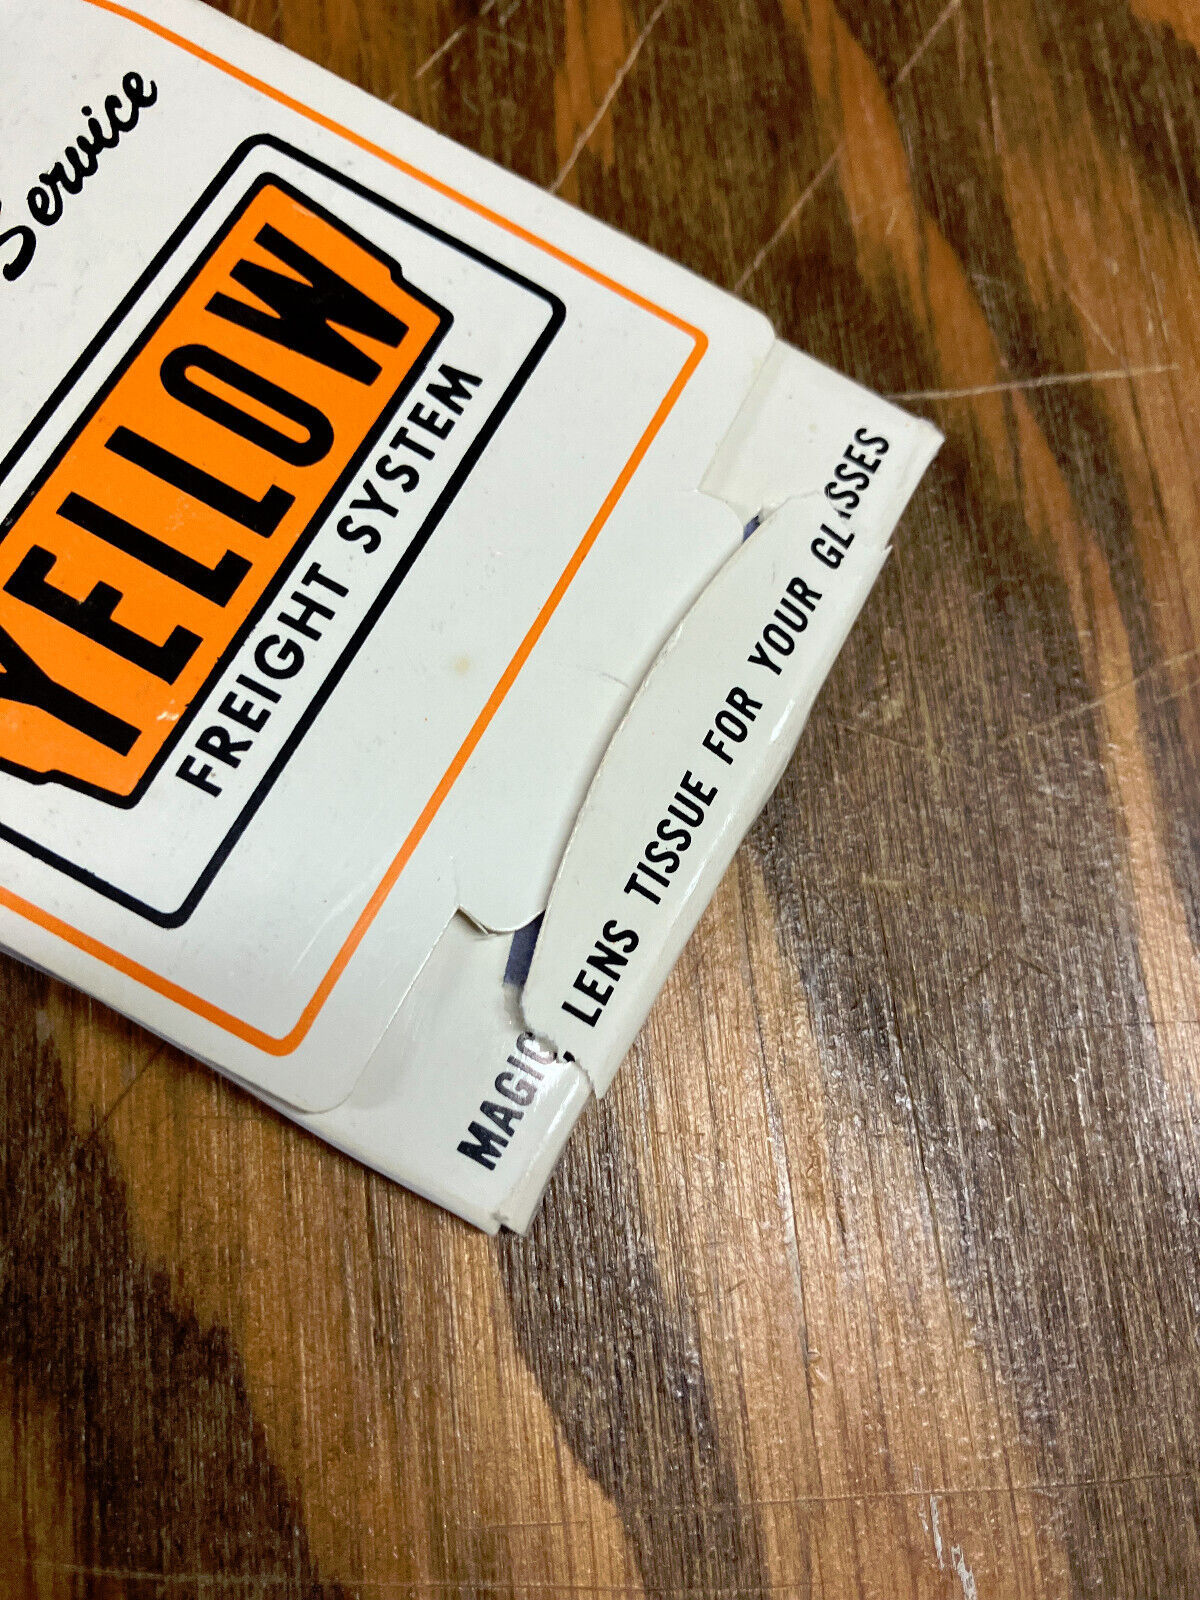 Service
YELLOW
FREIGHT SYSTEM
MAGIC LENS TISSUE FOR YOUR GLASSES